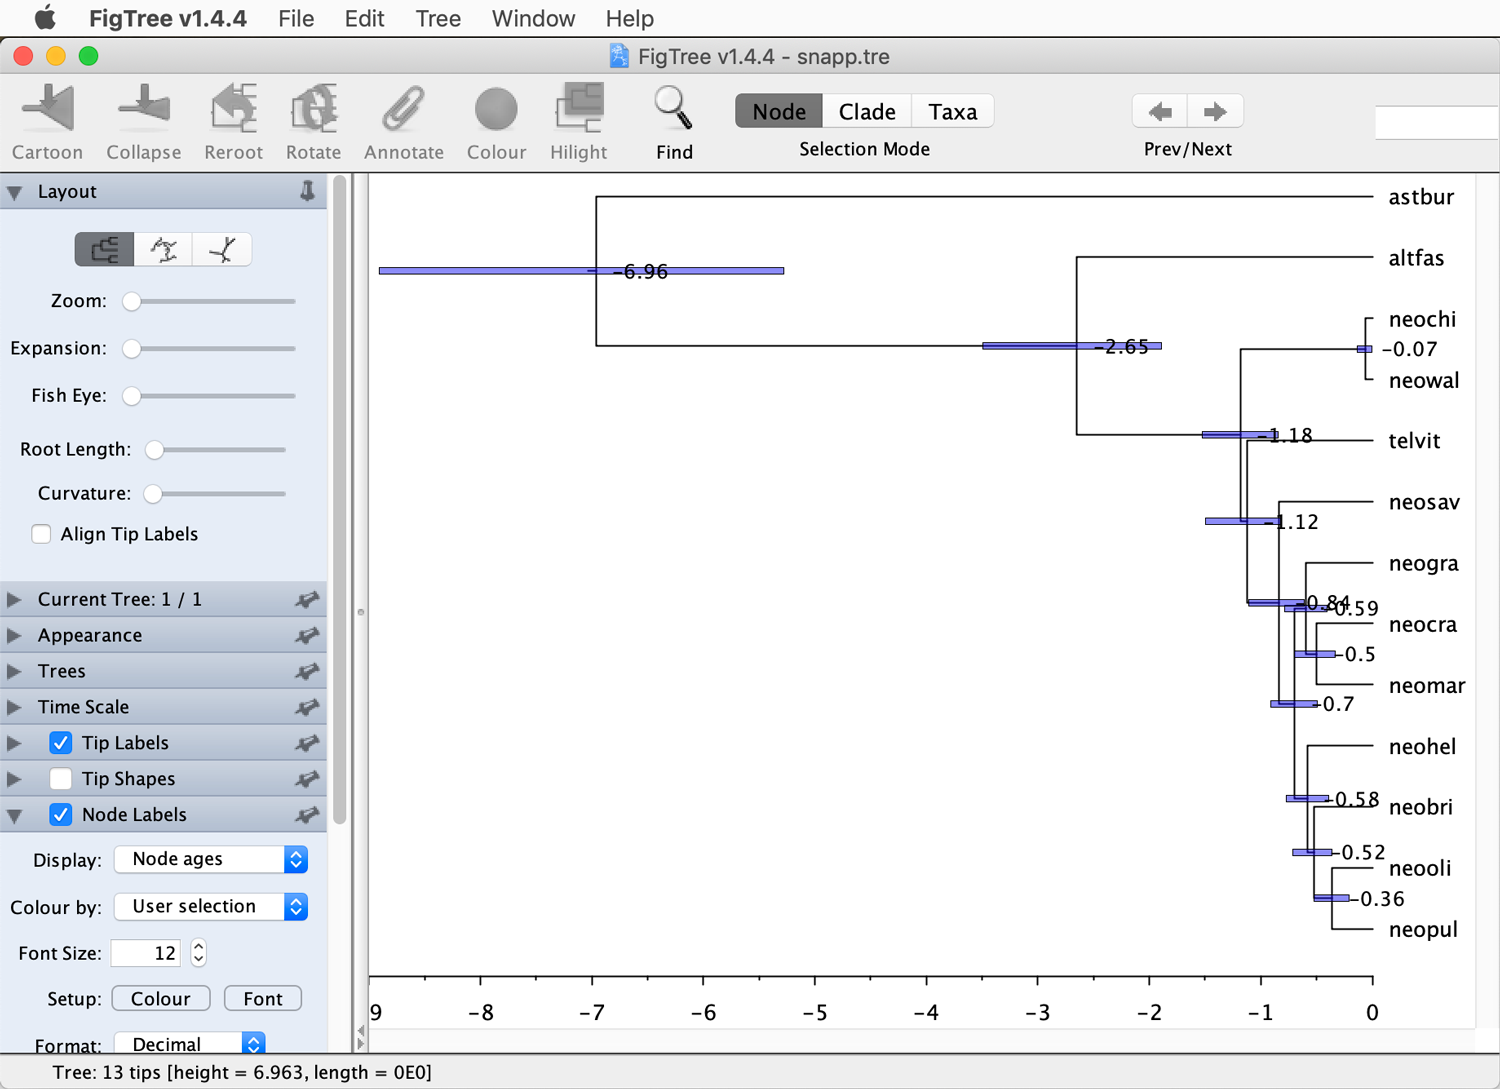 FigTree v1.4.4 File Edit Tree Window Help
FigTree v1.4.4 - snapp.tre
Cartoon Collapse Reroot Rotate Annotate Colour Hilight Find
Node Clade Taxa
Selection Mode
Prev/Next
Layout
Zoom:
Expansion:
Fish Eye:
Root Length:
Curvature:
Align Tip Labels
Current Tree: 1 / 1
Appearance
Trees
Time Scale
Tip Labels
Tip Shapes
Node Labels
Display: Node ages
Colour by: User selection
Font Size: 12
Setup: Colour Font
Format: Decimal
astbur
altfas
-6.96
neochi
-2.65
-0.07
neowal
-1.18
telvit
neosav
-1.12
neogra
-0.84
-0.59
neocra
-0.5
neomar
-0.7
neohel
-0.58
neobri
-0.52
neooli
-0.36
neopul
9 -8 -7 -6 -5 -4 -3 -2 -1 0
Tree: 13 tips [height = 6.963, length = 0E0]